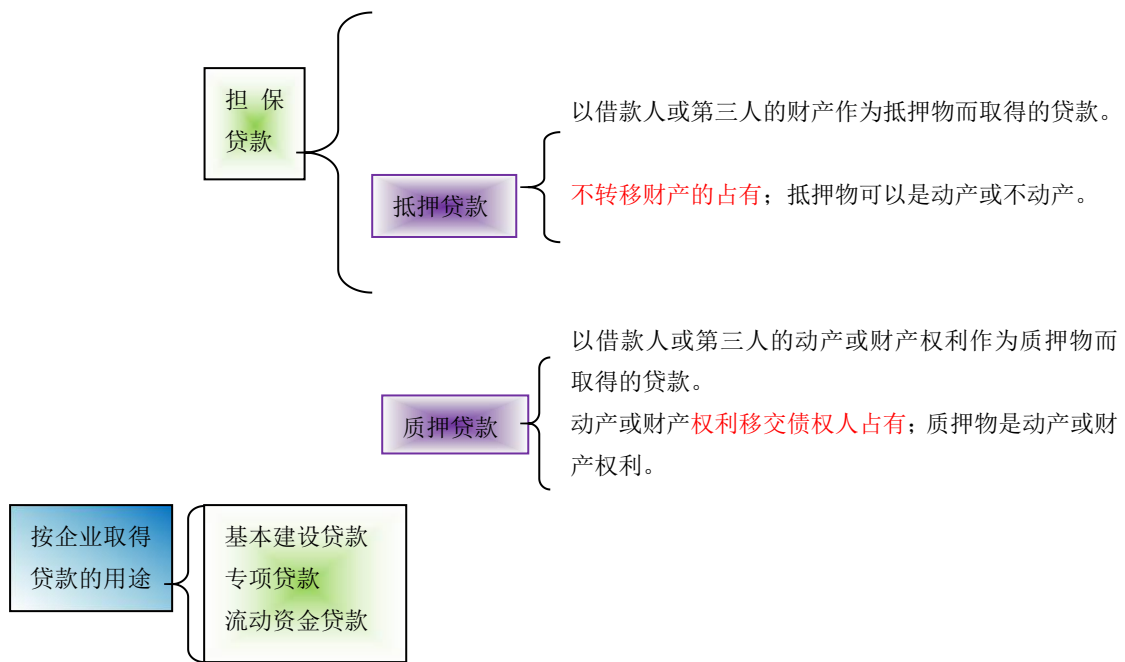 担 保
贷款
以借款人或第三人的财产作为抵押物而取得的贷款。
抵押贷款
不转移财产的占有；抵押物可以是动产或不动产。
以借款人或第三人的动产或财产权利作为质押物而
取得的贷款。
质押贷款
动产或财产权利移交债权人占有；质押物是动产或财
产权利。
按企业取得
贷款的用途
基本建设贷款
专项贷款
流动资金贷款